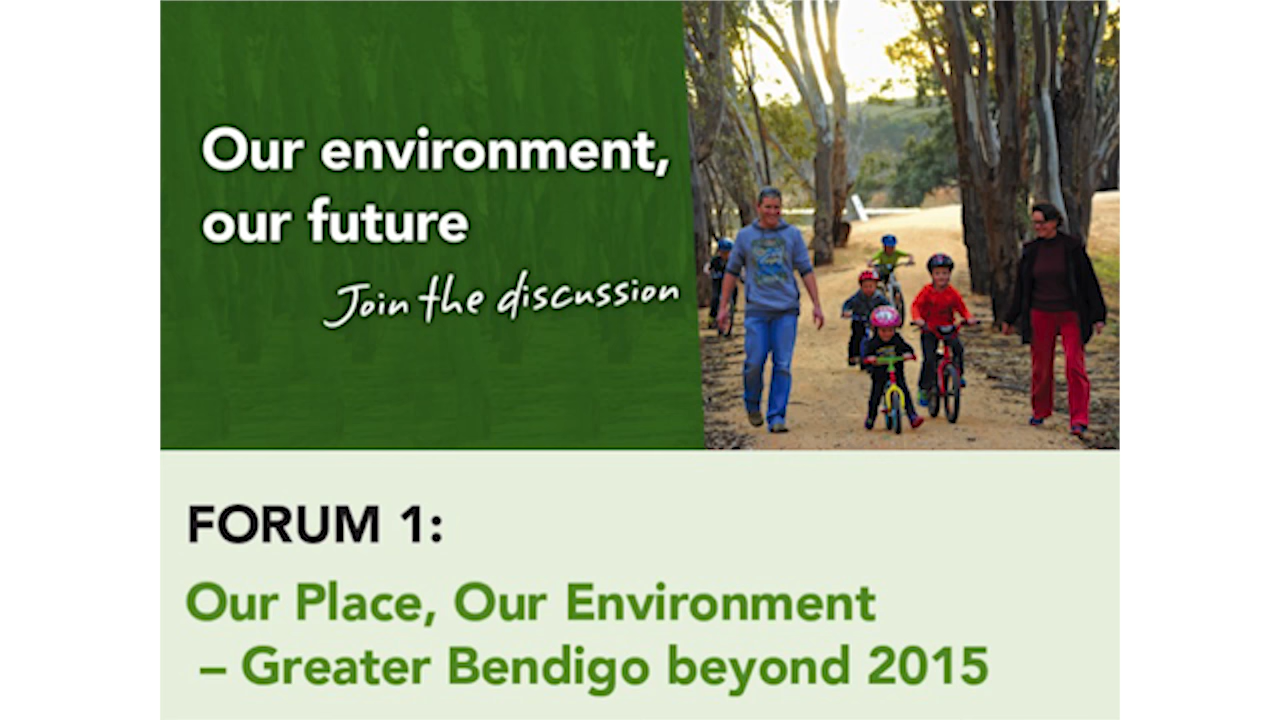 Our environment,
our future
Join the discussion
FORUM 1:
Our Place, Our Environment
– Greater Bendigo beyond 2015